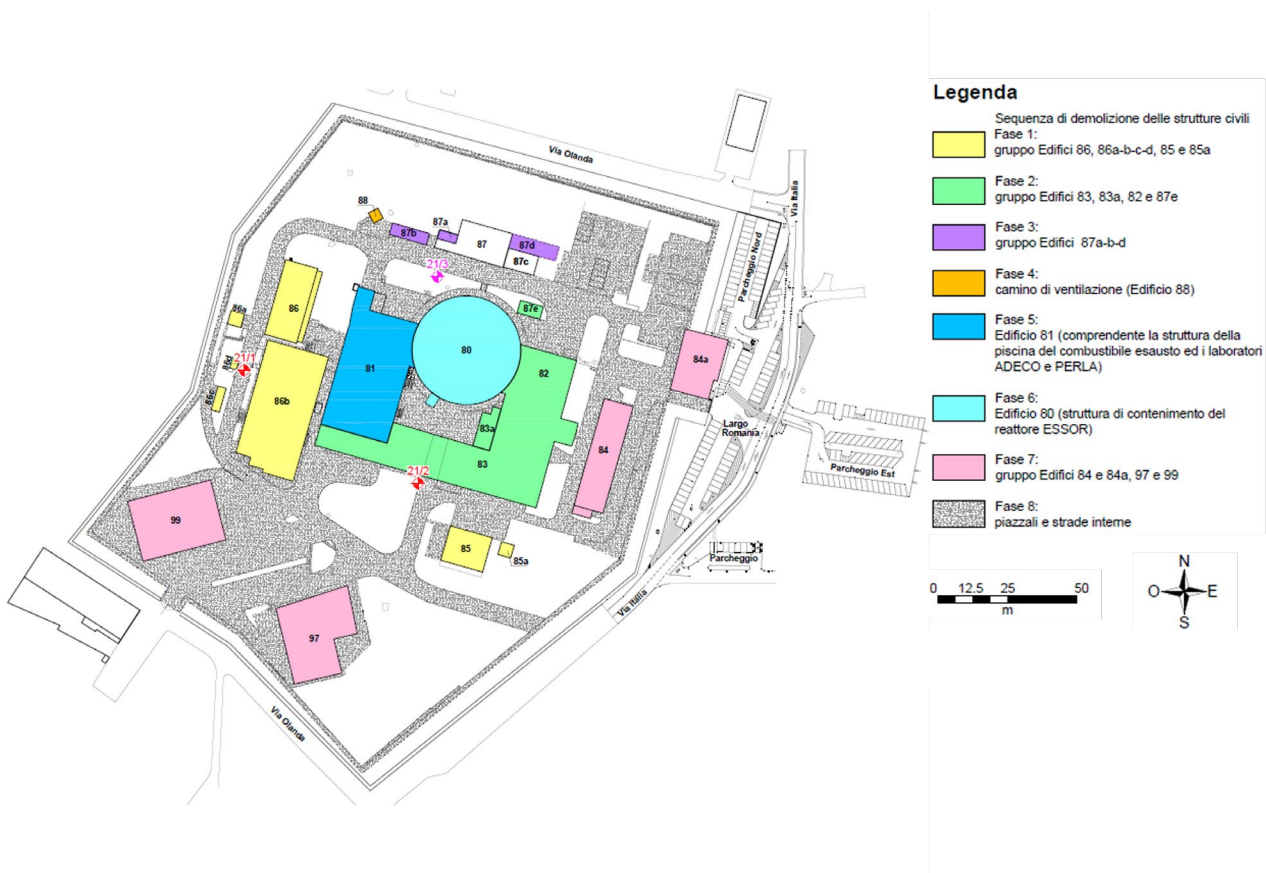 Legenda
Sequenza di demolizione delle strutture civili
Fase 1:
gruppo Edifici 86, 86a-b-c-d, 85 e 85a
Fase 2:
gruppo Edifici 83, 83a, 82 e 87e
Fase 3:
gruppo Edifici 87a-b-d
Fase 4:
camino di ventilazione (Edificio 88)
Fase 5:
Edificio 81 (comprendente la struttura della
piscina del combustibile esausto ed i laboratori
ADECO e PERLA)
Fase 6:
Edificio 80 (struttura di contenimento del
reattore ESSOR)
Fase 7:
gruppo Edifici 84 e 84a, 97 e 99
Fase 8:
piazzali e strade interne
Via Olanda
Via Italia
88
87a
87b
87
87d
87c
Parcheggio Nord
21/3
87e
86a
86
80
84a
21/1
86d
81
82
86c
86b
83a
Largo
Romania
84
83
21/2
Parcheggio Est
99
85
85a
Parcheggio
Via Italia
97
Via Olanda
0 12.5 25 50
m
N
O E
S